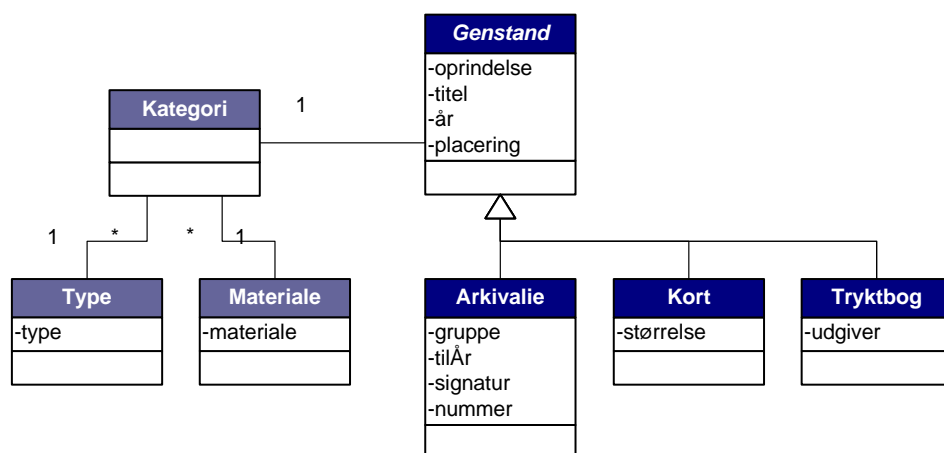 Genstand
-oprindelse
-titel
-år
-placering
Kategori
1
1
*
*
1
Type
-type
Materiale
-materiale
Arkivalie
-gruppe
-tilÅr
-signatur
-nummer
Kort
-størrelse
Tryktbog
-udgiver